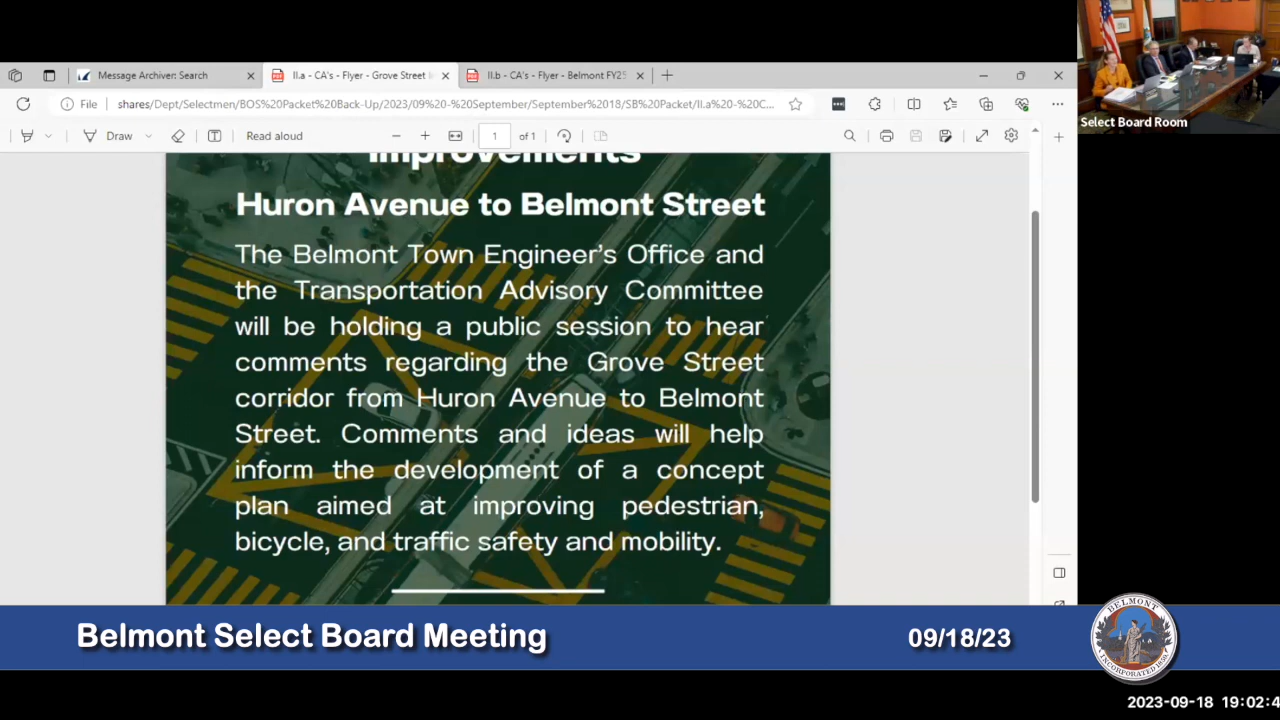 Message Archiver: Search
II.a - CA's - Flyer - Grove Street I
II.b - CA's - Flyer - Belmont FY25
File
shares/Dept/Selectmen/BOS%20Packet%20Back-Up/2023/09%20-%20September/September%2018/SB%20Packet/II.a%20-%20C...
Draw
Read aloud
1
of 1
Select Board Room
Improvements
Huron Avenue to Belmont Street
The Belmont Town Engineer's Office and
the Transportation Advisory Committee
will be holding a public session to hear
comments regarding the Grove Street
corridor from Huron Avenue to Belmont
Street. Comments and ideas will help
inform the development of a concept
plan aimed at improving pedestrian,
bicycle, and traffic safety and mobility.
Belmont Select Board Meeting
09/18/23
BELMONT
INCORPORATED 1859
2023-09-18 19:02:4